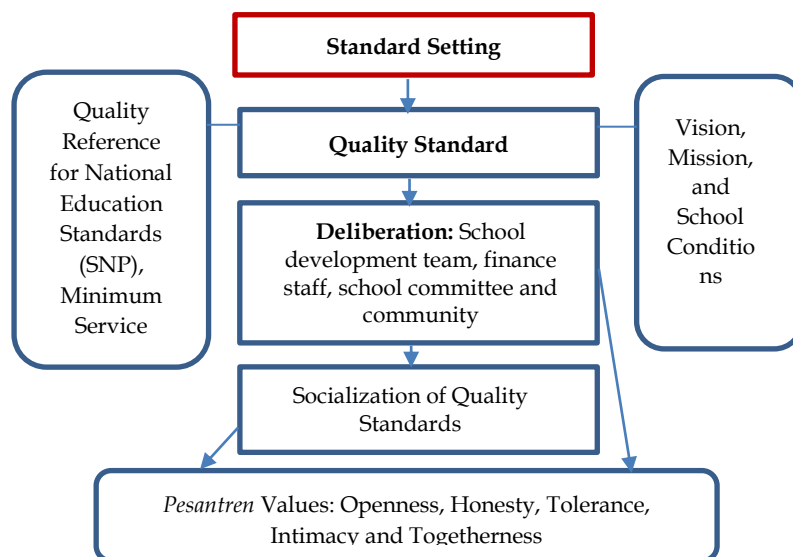 Standard Setting
Quality
Reference
for National
Education
Standards
(SNP),
Minimum
Service
Quality Standard
Vision,
Mission,
and
School
Conditio
ns
Deliberation: School
development team, finance
staff, school committee and
community
Socialization of Quality
Standards
Pesantren Values: Openness, Honesty, Tolerance,
Intimacy and Togetherness